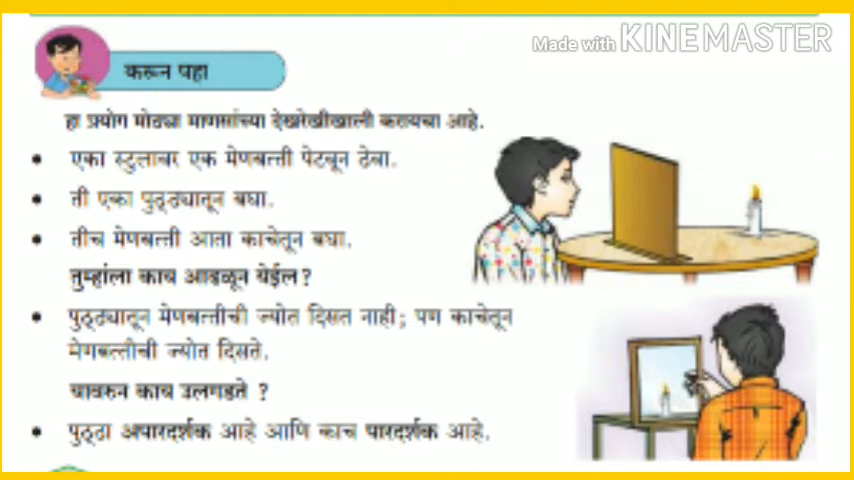 Made with KINEMASTER
करून पहा
हा प्रयोग मोठ्या माणसांच्या देखरेखीखाली करायचा आहे.
• एका स्टुलावर एक मेणबत्ती पेटवून ठेवा.
• ती एका पुठ्ठ्यातून बघा.
• तीच मेणबत्ती आता काचेतून बघा.
तुम्हांला काय आढळून येईल?
• पुठ्ठ्यातून मेणबत्तीची ज्योत दिसत नाही; पण काचेतून
मेणबत्तीची ज्योत दिसते.
यावरून काय उलगडते ?
• पुठ्ठा अपारदर्शक आहे आणि काच पारदर्शक आहे.